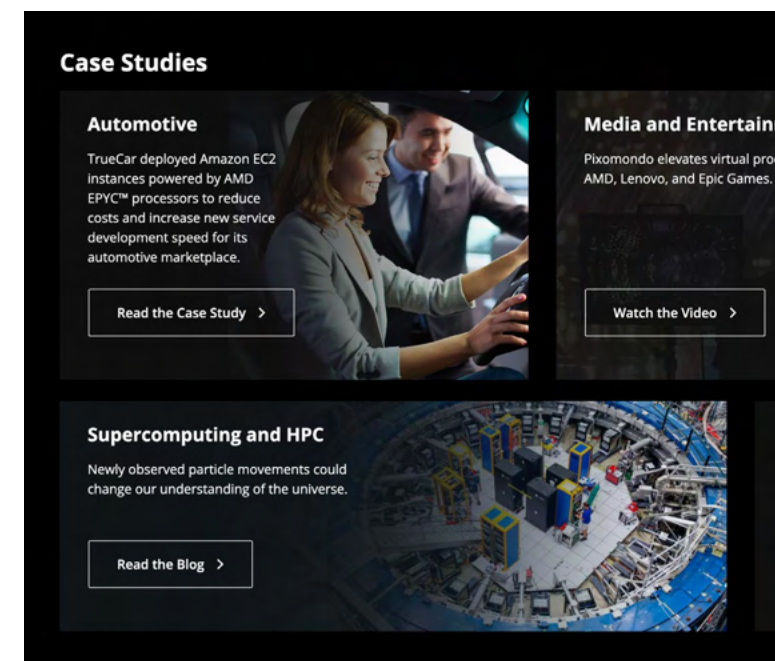 Case Studies
Automotive
TrueCar deployed Amazon EC2
instances powered by AMD
EPYC™ processors to reduce
costs and increase new service
development speed for its
automotive marketplace.
Read the Case Study
Media and Entertain
Pixomondo elevates virtual pro
AMD, Lenovo, and Epic Games.
Watch the Video
Supercomputing and HPC
Newly observed particle movements could
change our understanding of the universe.
Read the Blog